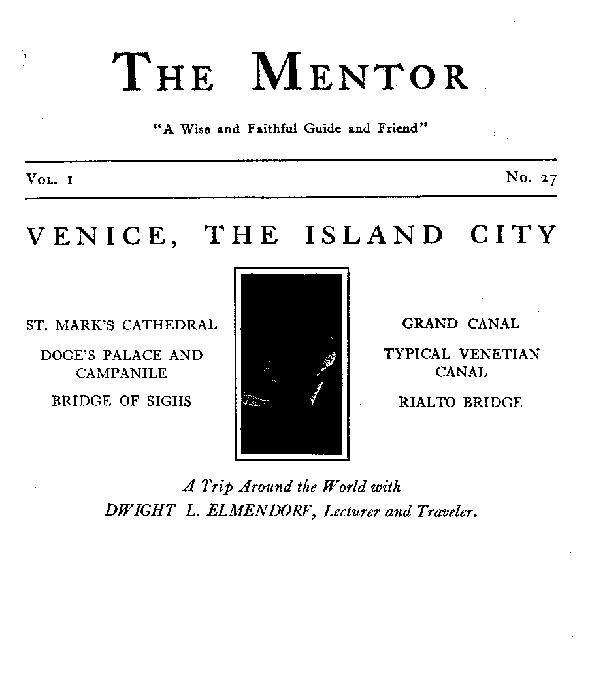 THE MENTOR
"A Wise and Faithful Guide and Friend"
VOL. 1
No. 27
VENICE, THE ISLAND CITY
ST. MARK'S CATHEDRAL
DOGE'S PALACE AND
CAMPANILE
BRIDGE OF SIGHS
GRAND CANAL
TYPICAL VENETIAN
CANAL
RIALTO BRIDGE
A Trip Around the World with
DWIGHT L. ELMENDORF, Lecturer and Traveler.